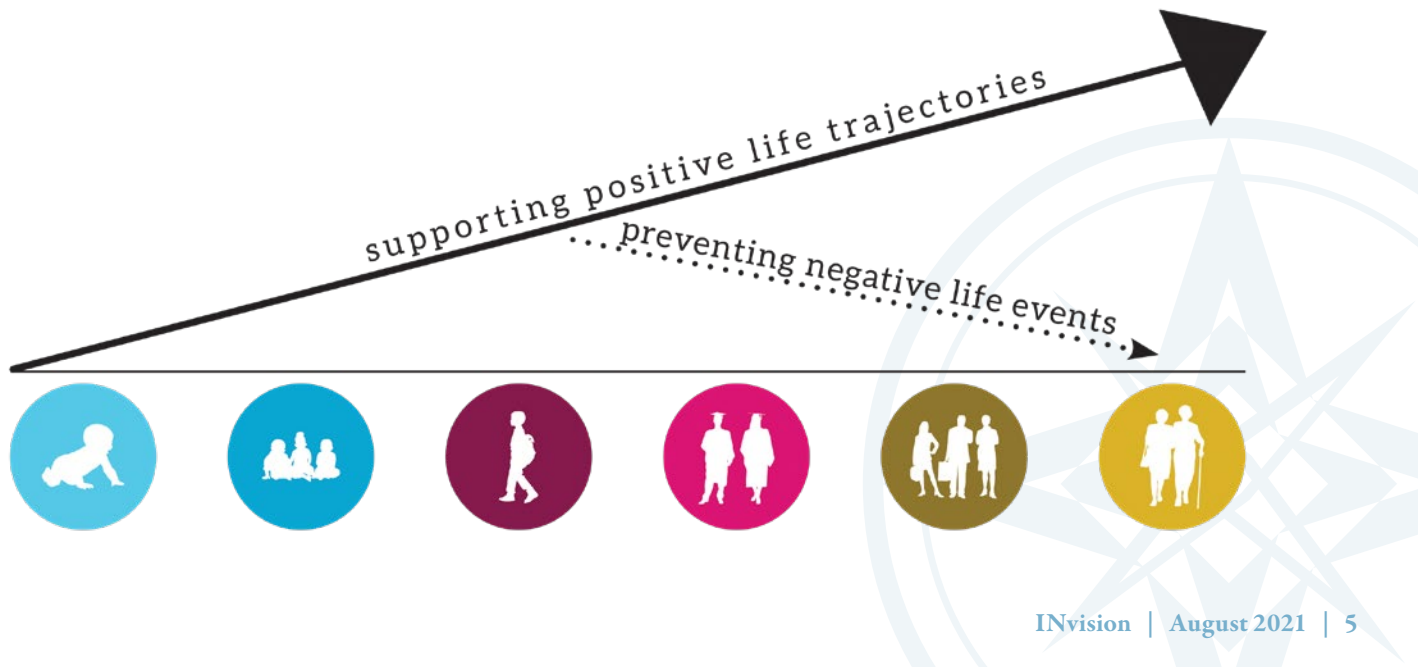 supporting positive life trajectories
preventing negative life events
INvision | August 2021 | 5